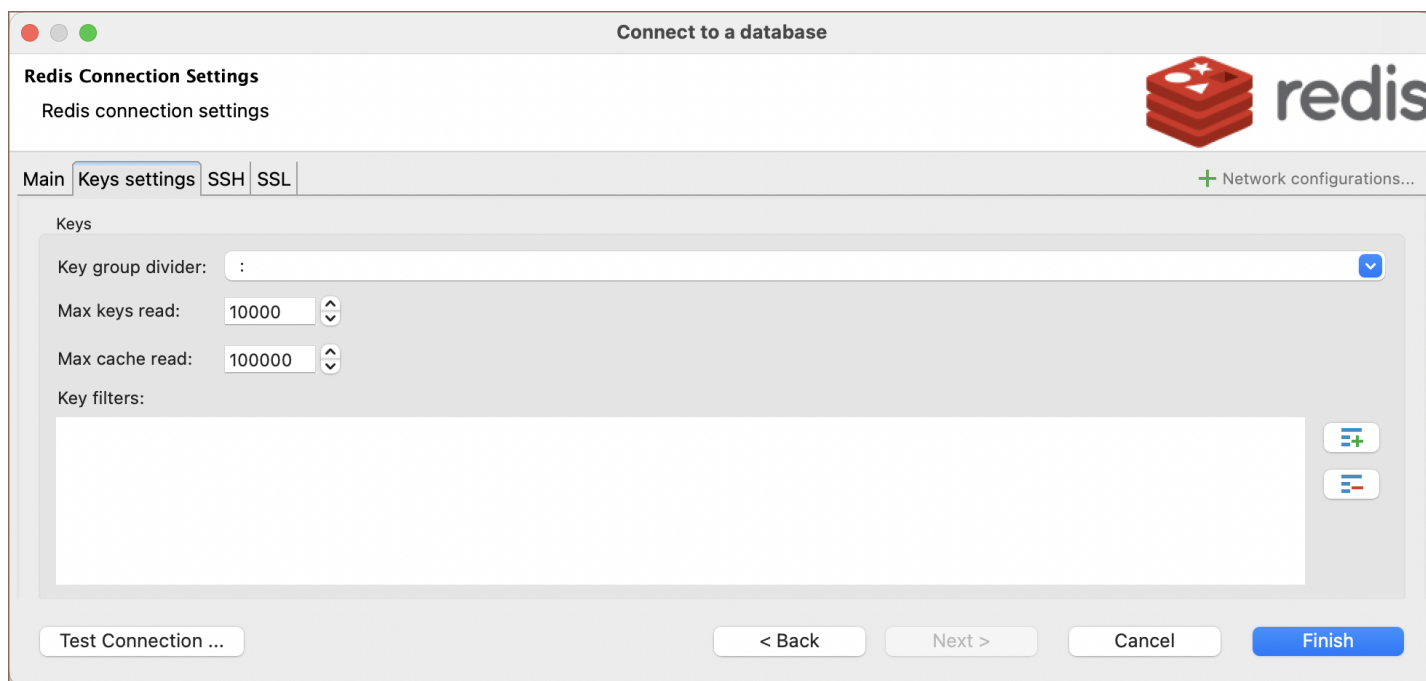 Connect to a database
Redis Connection Settings
Redis connection settings
redis
Main Keys settings SSH SSL Network configurations...
Keys
Key group divider: :
Max keys read: 10000
Max cache read: 100000
Key filters:
Test Connection ... < Back Next > Cancel Finish